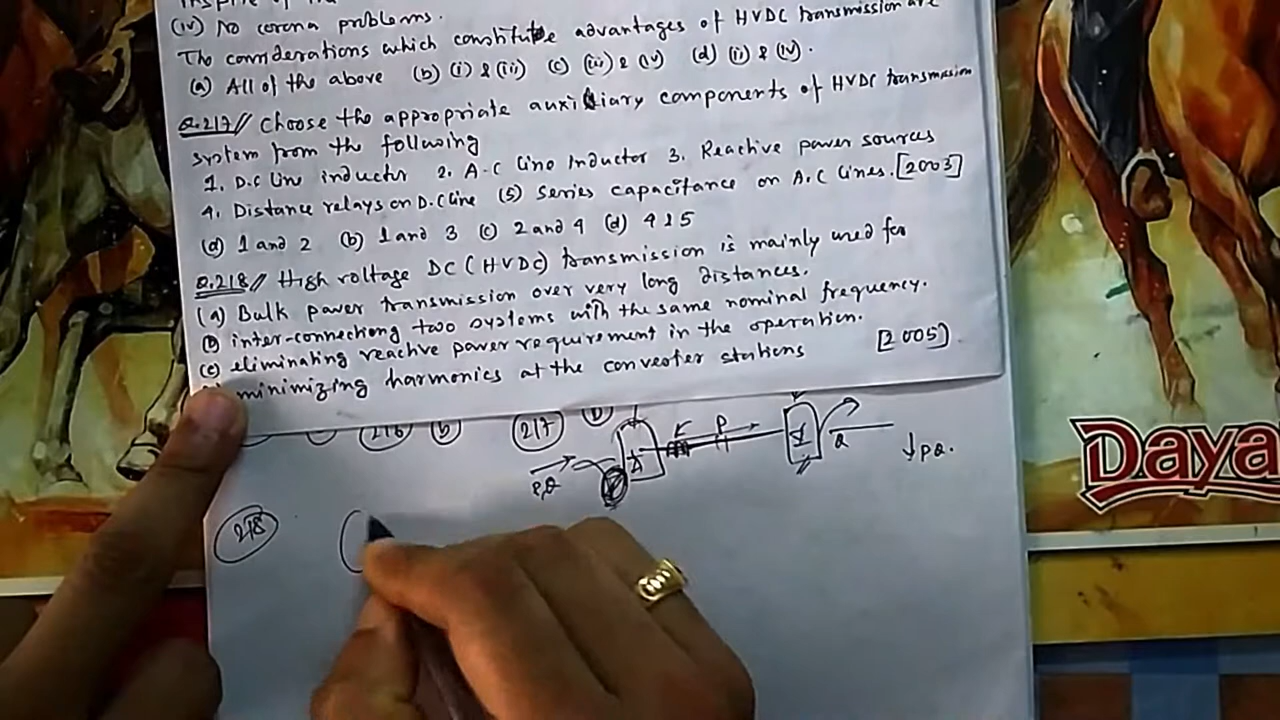 (iv) No corona problems.
The considerations which constitute advantages of HVDC transmission are
(a) All of the above (b) (i) & (iii) (c) (iii) & (iv) (d) (ii) & (iv).
Q.217// Choose the appropriate auxiliary components of HVDC transmission
system from the following
1. D.C line inductor 2. A.C line Inductor 3. Reactive power sources
4. Distance relays on D.C line (5) series capacitance on A.C lines. [2003]
(a) 1 and 2 (b) 1 and 3 (c) 2 and 4 (d) 4 & 5
Q.218// High voltage DC (HVDC) transmission is mainly used for
(a) Bulk power transmission over very long distances.
(b) inter-connecting two systems with the same nominal frequency.
(c) eliminating reactive power requirement in the operation.
minimizing harmonics at the converter stations [2005]
216 (b) 217 (b)
P
P,Q
Q
↓PQ.
218
Daya